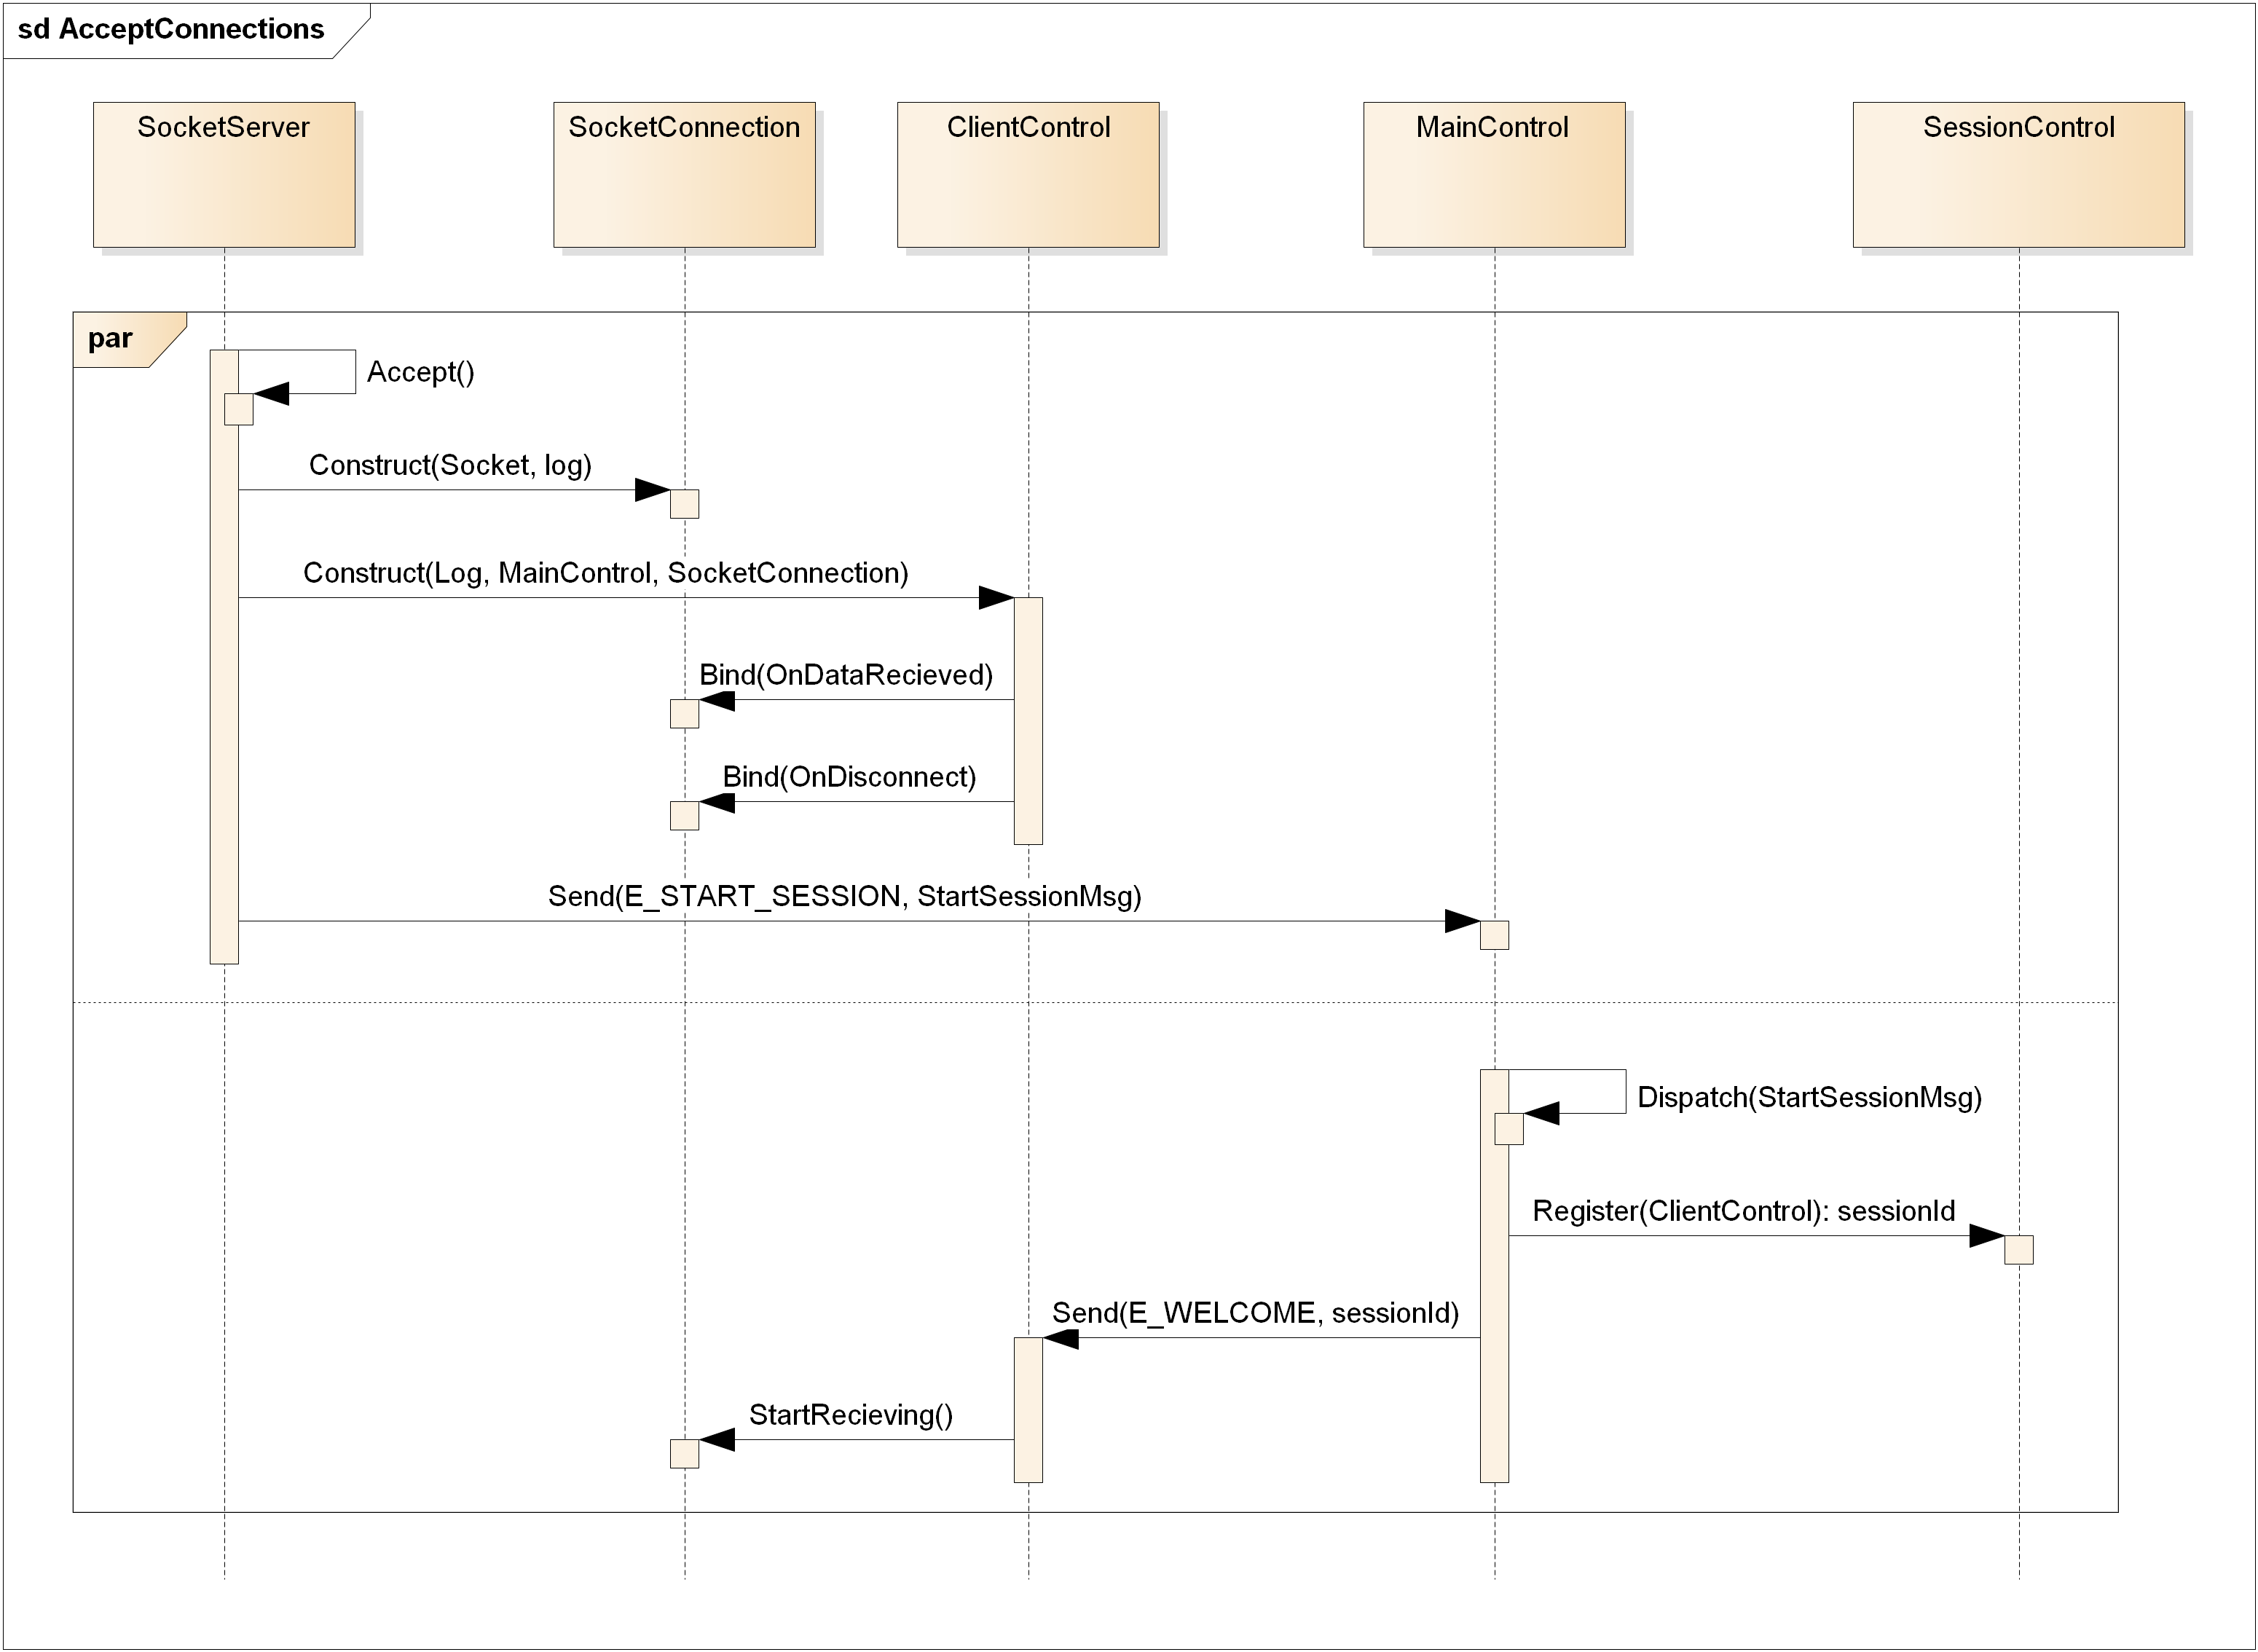 sd AcceptConnections
SocketServer
SocketConnection
ClientControl
MainControl
SessionControl
par
Accept()
Construct(Socket, log)
Construct(Log, MainControl, SocketConnection)
Bind(OnDataRecieved)
Bind(OnDisconnect)
Send(E_START_SESSION, StartSessionMsg)
Dispatch(StartSessionMsg)
Register(ClientControl): sessionId
Send(E_WELCOME, sessionId)
StartRecieving()